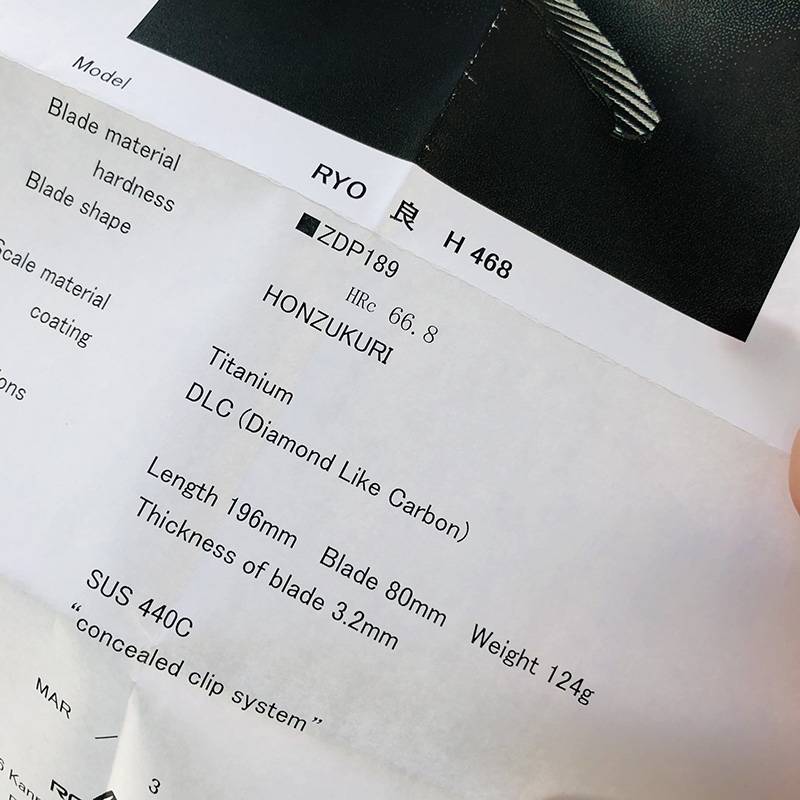 Model
RYO 良 H 468
Blade material
■ZDP189
hardness
HRc 66.8
Blade shape
HONZUKURI
Scale material
Titanium
coating
DLC (Diamond Like Carbon)
Length 196mm Blade 80mm Weight 124g
Thickness of blade 3.2mm
SUS 440C
“concealed clip system”
MAR
3